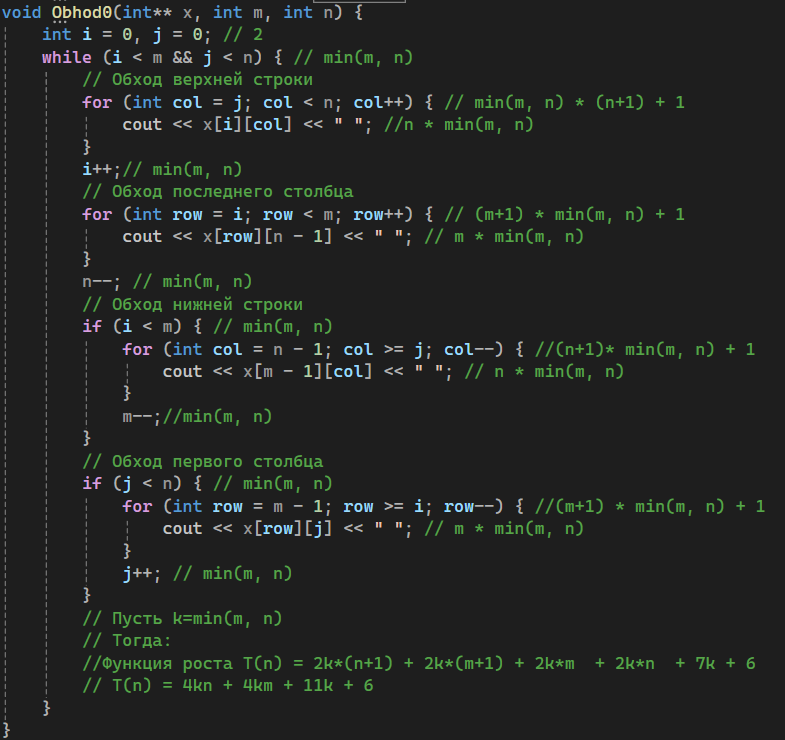 void Obhod0(int** x, int m, int n) {
    int i = 0, j = 0; // 2
    while (i < m && j < n) { // min(m, n)
        // Обход верхней строки
        for (int col = j; col < n; col++) { // min(m, n) * (n+1) + 1
            cout << x[i][col] << " "; //n * min(m, n)
        }
        i++;// min(m, n)
        // Обход последнего столбца
        for (int row = i; row < m; row++) { // (m+1) * min(m, n) + 1
            cout << x[row][n - 1] << " "; // m * min(m, n)
        }
        n--; // min(m, n)
        // Обход нижней строки
        if (i < m) { // min(m, n)
            for (int col = n - 1; col >= j; col--) { //(n+1)* min(m, n) + 1
                cout << x[m - 1][col] << " "; // n * min(m, n)
            }
            m--;//min(m, n)
        }
        // Обход первого столбца
        if (j < n) { // min(m, n)
            for (int row = m - 1; row >= i; row--) { //(m+1) * min(m, n) + 1
                cout << x[row][j] << " "; // m * min(m, n)
            }
            j++; // min(m, n)
        }
        // Пусть k=min(m, n)
        // Тогда:
        //Функция роста T(n) = 2k*(n+1) + 2k*(m+1) + 2k*m  + 2k*n  + 7k + 6
        // T(n) = 4kn + 4km + 11k + 6
    }
}